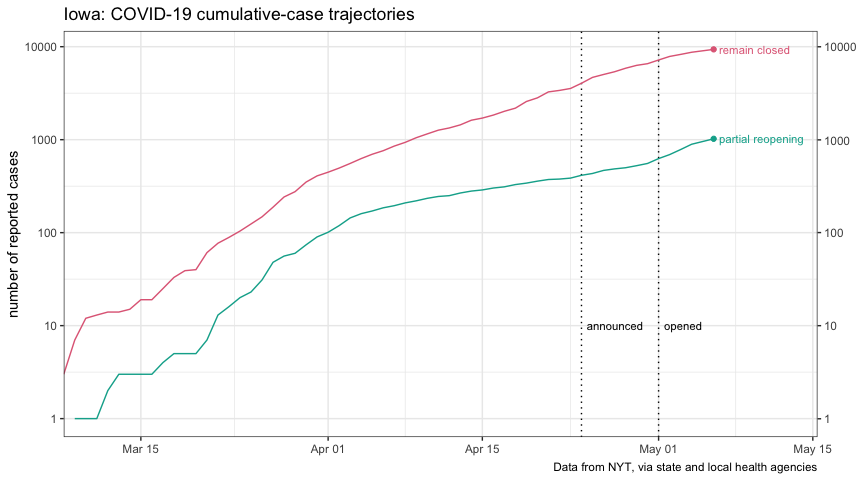 Iowa: COVID-19 cumulative-case trajectories
number of reported cases
10000
1000
100
10
1
10000
1000
100
10
1
remain closed
partial reopening
announced
opened
Mar 15
Apr 01
Apr 15
May 01
May 15
Data from NYT, via state and local health agencies